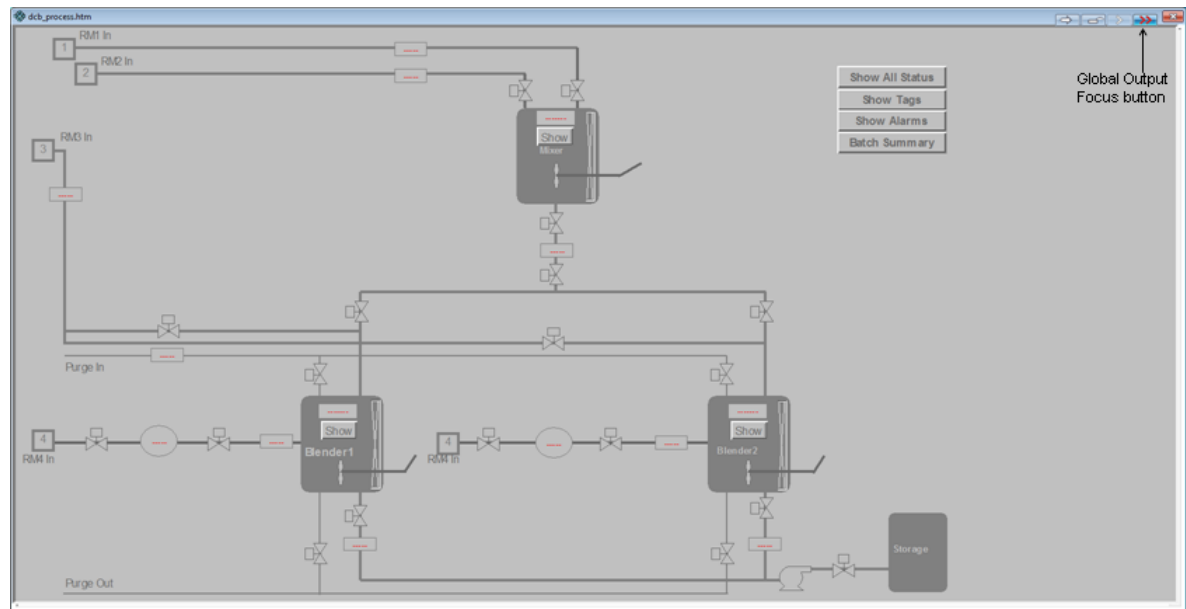 dcb_process.htm
RM1 In
1
RM2 In
2
Show All Status
Show Tags
Show Alarms
Batch Summary
Global Output
Focus button
RM3 In
3
Show
Mixer
Purge In
Show
Blender1
4
RM4 In
Show
Blender2
4
RM4 In
Storage
Purge Out